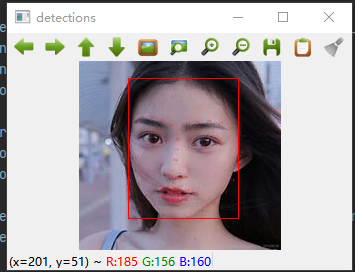 detections
(x=201, y=51) ~ R:185 G:156 B:160